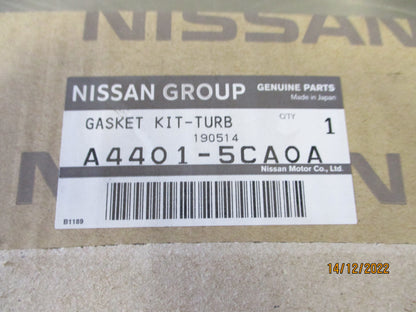 NISSAN NISSAN
NISSAN GROUP GENUINE PARTS
Made in Japan
GASKET KIT-TURB QTY 1
190514
A4401-5CA0A
Nissan Motor Co., Ltd.
B1189
NISSAN
14/12/2022